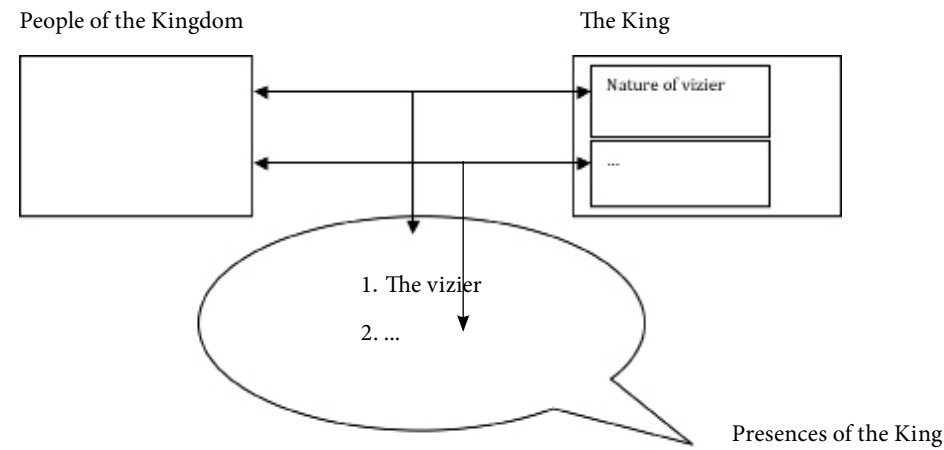 People of the Kingdom
The King
Nature of vizier
...
1. The vizier
2. ...
Presences of the King